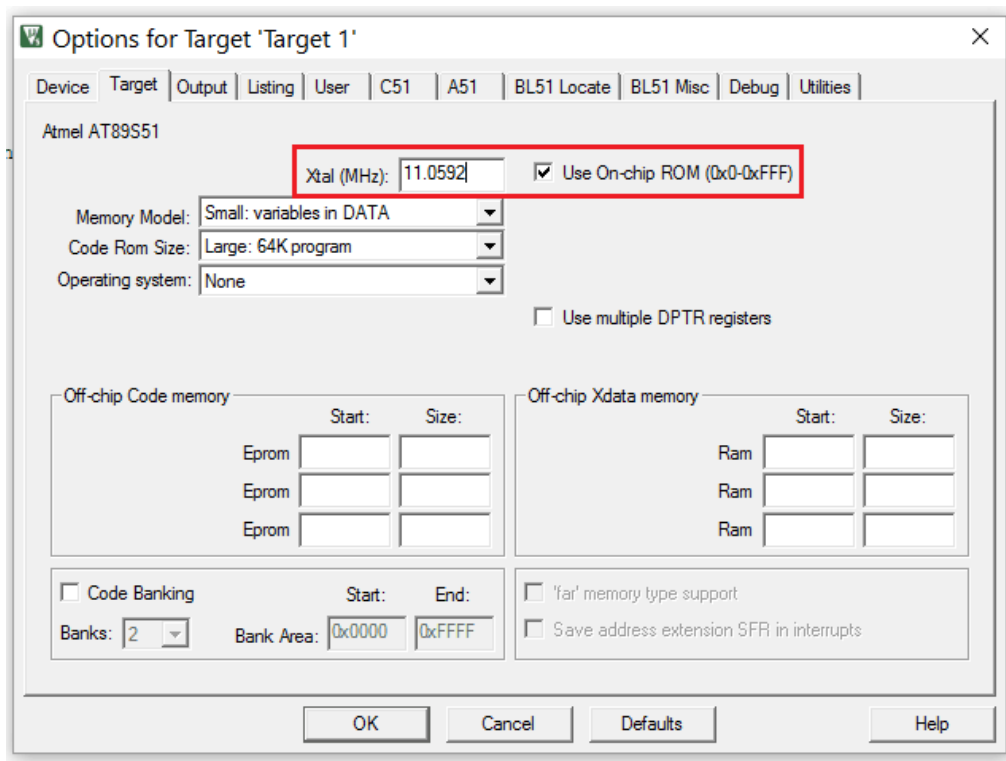 Options for Target 'Target 1'
Device Target Output Listing User C51 A51 BL51 Locate BL51 Misc Debug Utilities
Atmel AT89S51
Xtal (MHz): 11.0592 Use On-chip ROM (0x0-0xFFF)
Memory Model: Small: variables in DATA
Code Rom Size: Large: 64K program
Operating system: None
Use multiple DPTR registers
Off-chip Code memory
Start: Size:
Eprom
Eprom
Eprom
Off-chip Xdata memory
Start: Size:
Ram
Ram
Ram
Code Banking Start: End:
Banks: 2 Bank Area: 0x0000 0xFFFF
'far' memory type support
Save address extension SFR in interrupts
OK Cancel Defaults Help